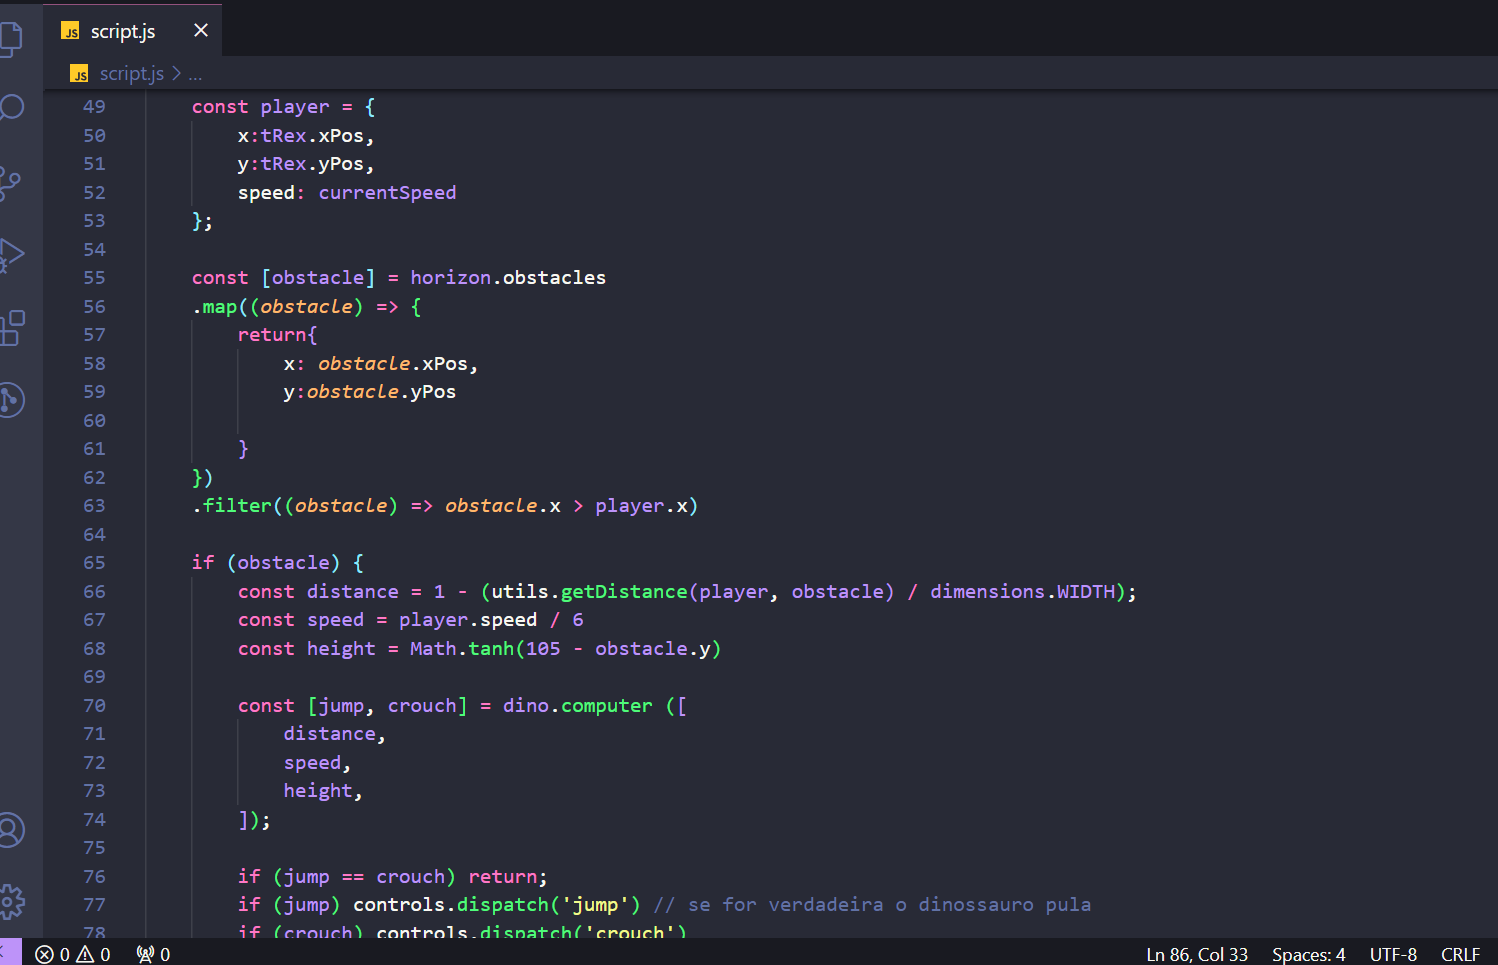 JS script.js ×
JS script.js > ...
49 const player = {
50 x:tRex.xPos,
51 y:tRex.yPos,
52 speed: currentSpeed
53 };
54
55 const [obstacle] = horizon.obstacles
56 .map((obstacle) => {
57 return{
58 x: obstacle.xPos,
59 y:obstacle.yPos
60
61 }
62 })
63 .filter((obstacle) => obstacle.x > player.x)
64
65 if (obstacle) {
66 const distance = 1 - (utils.getDistance(player, obstacle) / dimensions.WIDTH);
67 const speed = player.speed / 6
68 const height = Math.tanh(105 - obstacle.y)
69
70 const [jump, crouch] = dino.computer ([
71 distance,
72 speed,
73 height,
74 ]);
75
76 if (jump == crouch) return;
77 if (jump) controls.dispatch('jump') // se for verdadeira o dinossauro pula
78 if (crouch) controls.dispatch('crouch')
0 0 0 Ln 86, Col 33 Spaces: 4 UTF-8 CRLF